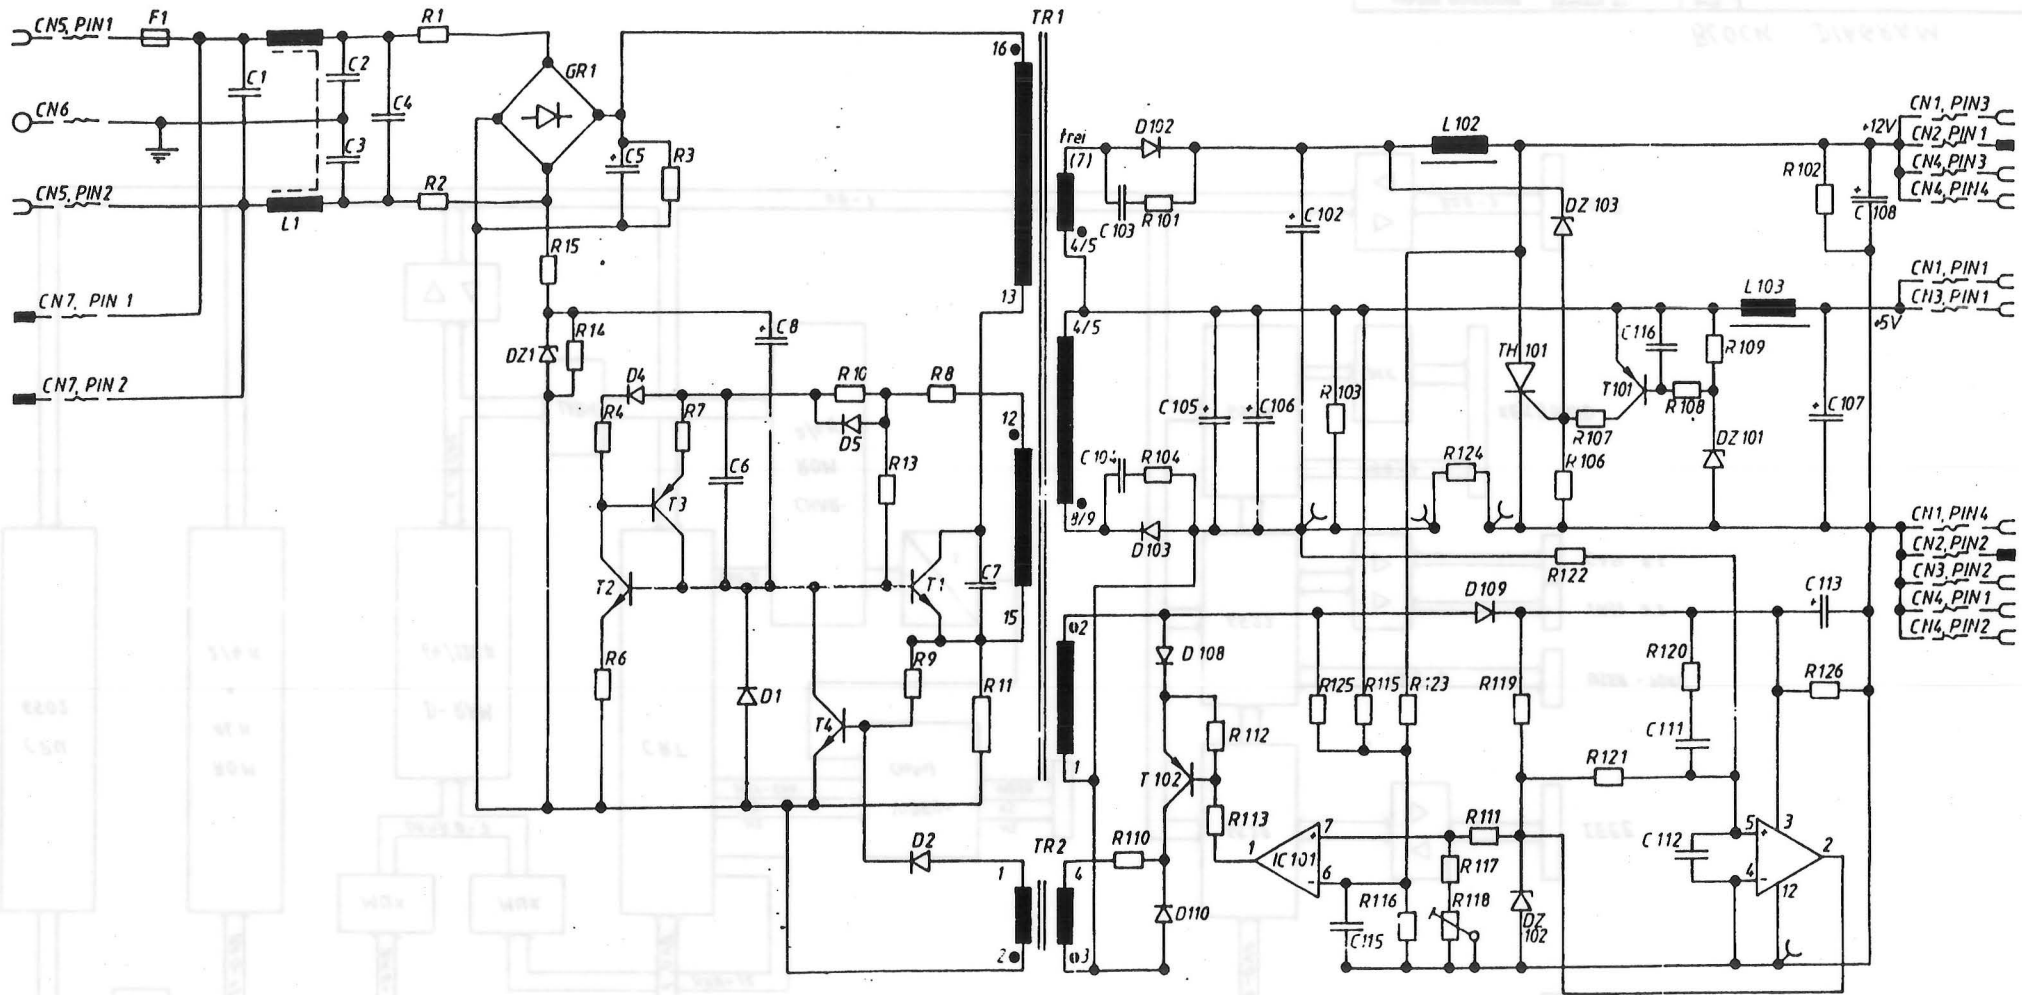 CN5, PIN1
F1
R1
TR1
16
C1
C2
GR1
CN6
C4
C3
C5
R3
CN5, PIN2
L1
R2
R15
13
CN7, PIN 1
R14
C8
DZ1
CN7, PIN 2
D4
R10
R8
R4
R7
D5
12
C6
R13
T3
T2
T1
C7
15
R6
D1
T4
R9
R11
D2
TR2
1
2
frei
(7)
D102
L102
+12V
CN1, PIN3
CN2, PIN1
CN4, PIN3
CN4, PIN4
R102
C108
C103
R101
4/5
C102
DZ103
CN1, PIN1
CN3, PIN1
L103
+5V
4/5
C116
R109
TH101
T101
R108
C105
C106
R103
R107
C107
DZ101
C104
R104
R124
R106
8/9
D103
CN1, PIN4
CN2, PIN2
CN3, PIN2
CN4, PIN1
CN4, PIN2
R122
D109
C113
2
D108
R120
R126
R125
R115
R123
R119
R112
C111
1
T102
R121
R113
R110
1
IC101
7
6
R111
C112
5
3
4
12
2
4
R117
D110
R116
R118
C115
DZ
102
3